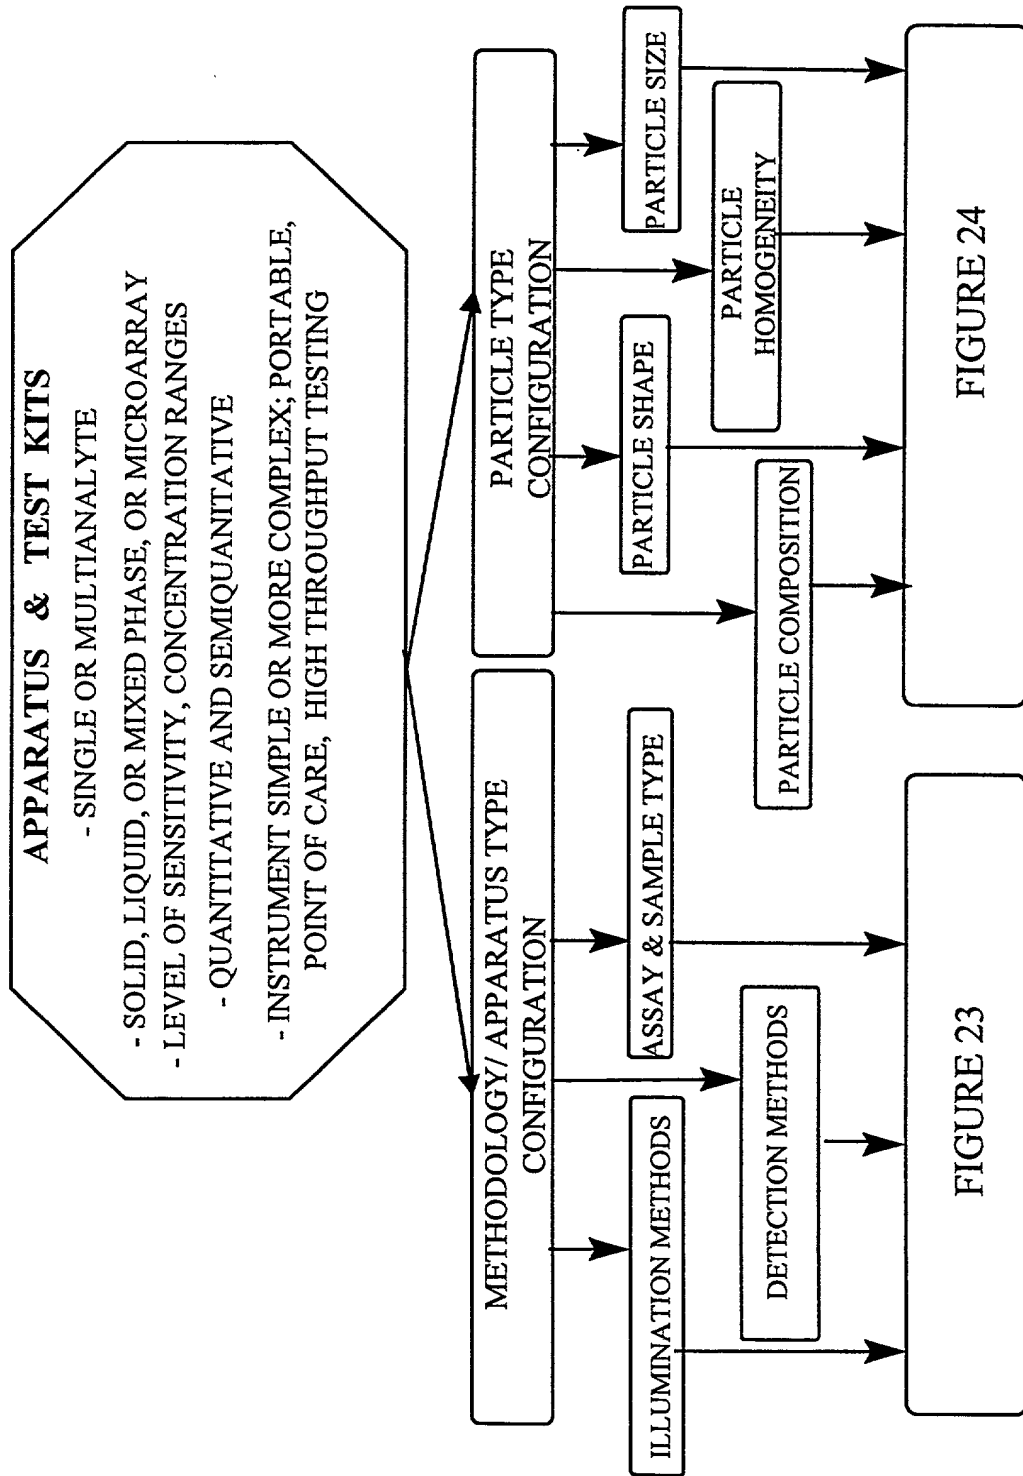 APPARATUS & TEST KITS
- SINGLE OR MULTIANALYTE
- SOLID, LIQUID, OR MIXED PHASE, OR MICROARRAY
- LEVEL OF SENSITIVITY, CONCENTRATION RANGES
- QUANTITATIVE AND SEMIQUANITATIVE
- INSTRUMENT SIMPLE OR MORE COMPLEX; PORTABLE,
POINT OF CARE, HIGH THROUGHPUT TESTING
METHODOLOGY/ APPARATUS TYPE
CONFIGURATION
PARTICLE TYPE
CONFIGURATION
ILLUMINATION METHODS
ASSAY & SAMPLE TYPE
PARTICLE SHAPE
PARTICLE SIZE
DETECTION METHODS
PARTICLE COMPOSITION
PARTICLE
HOMOGENEITY
FIGURE 23
FIGURE 24